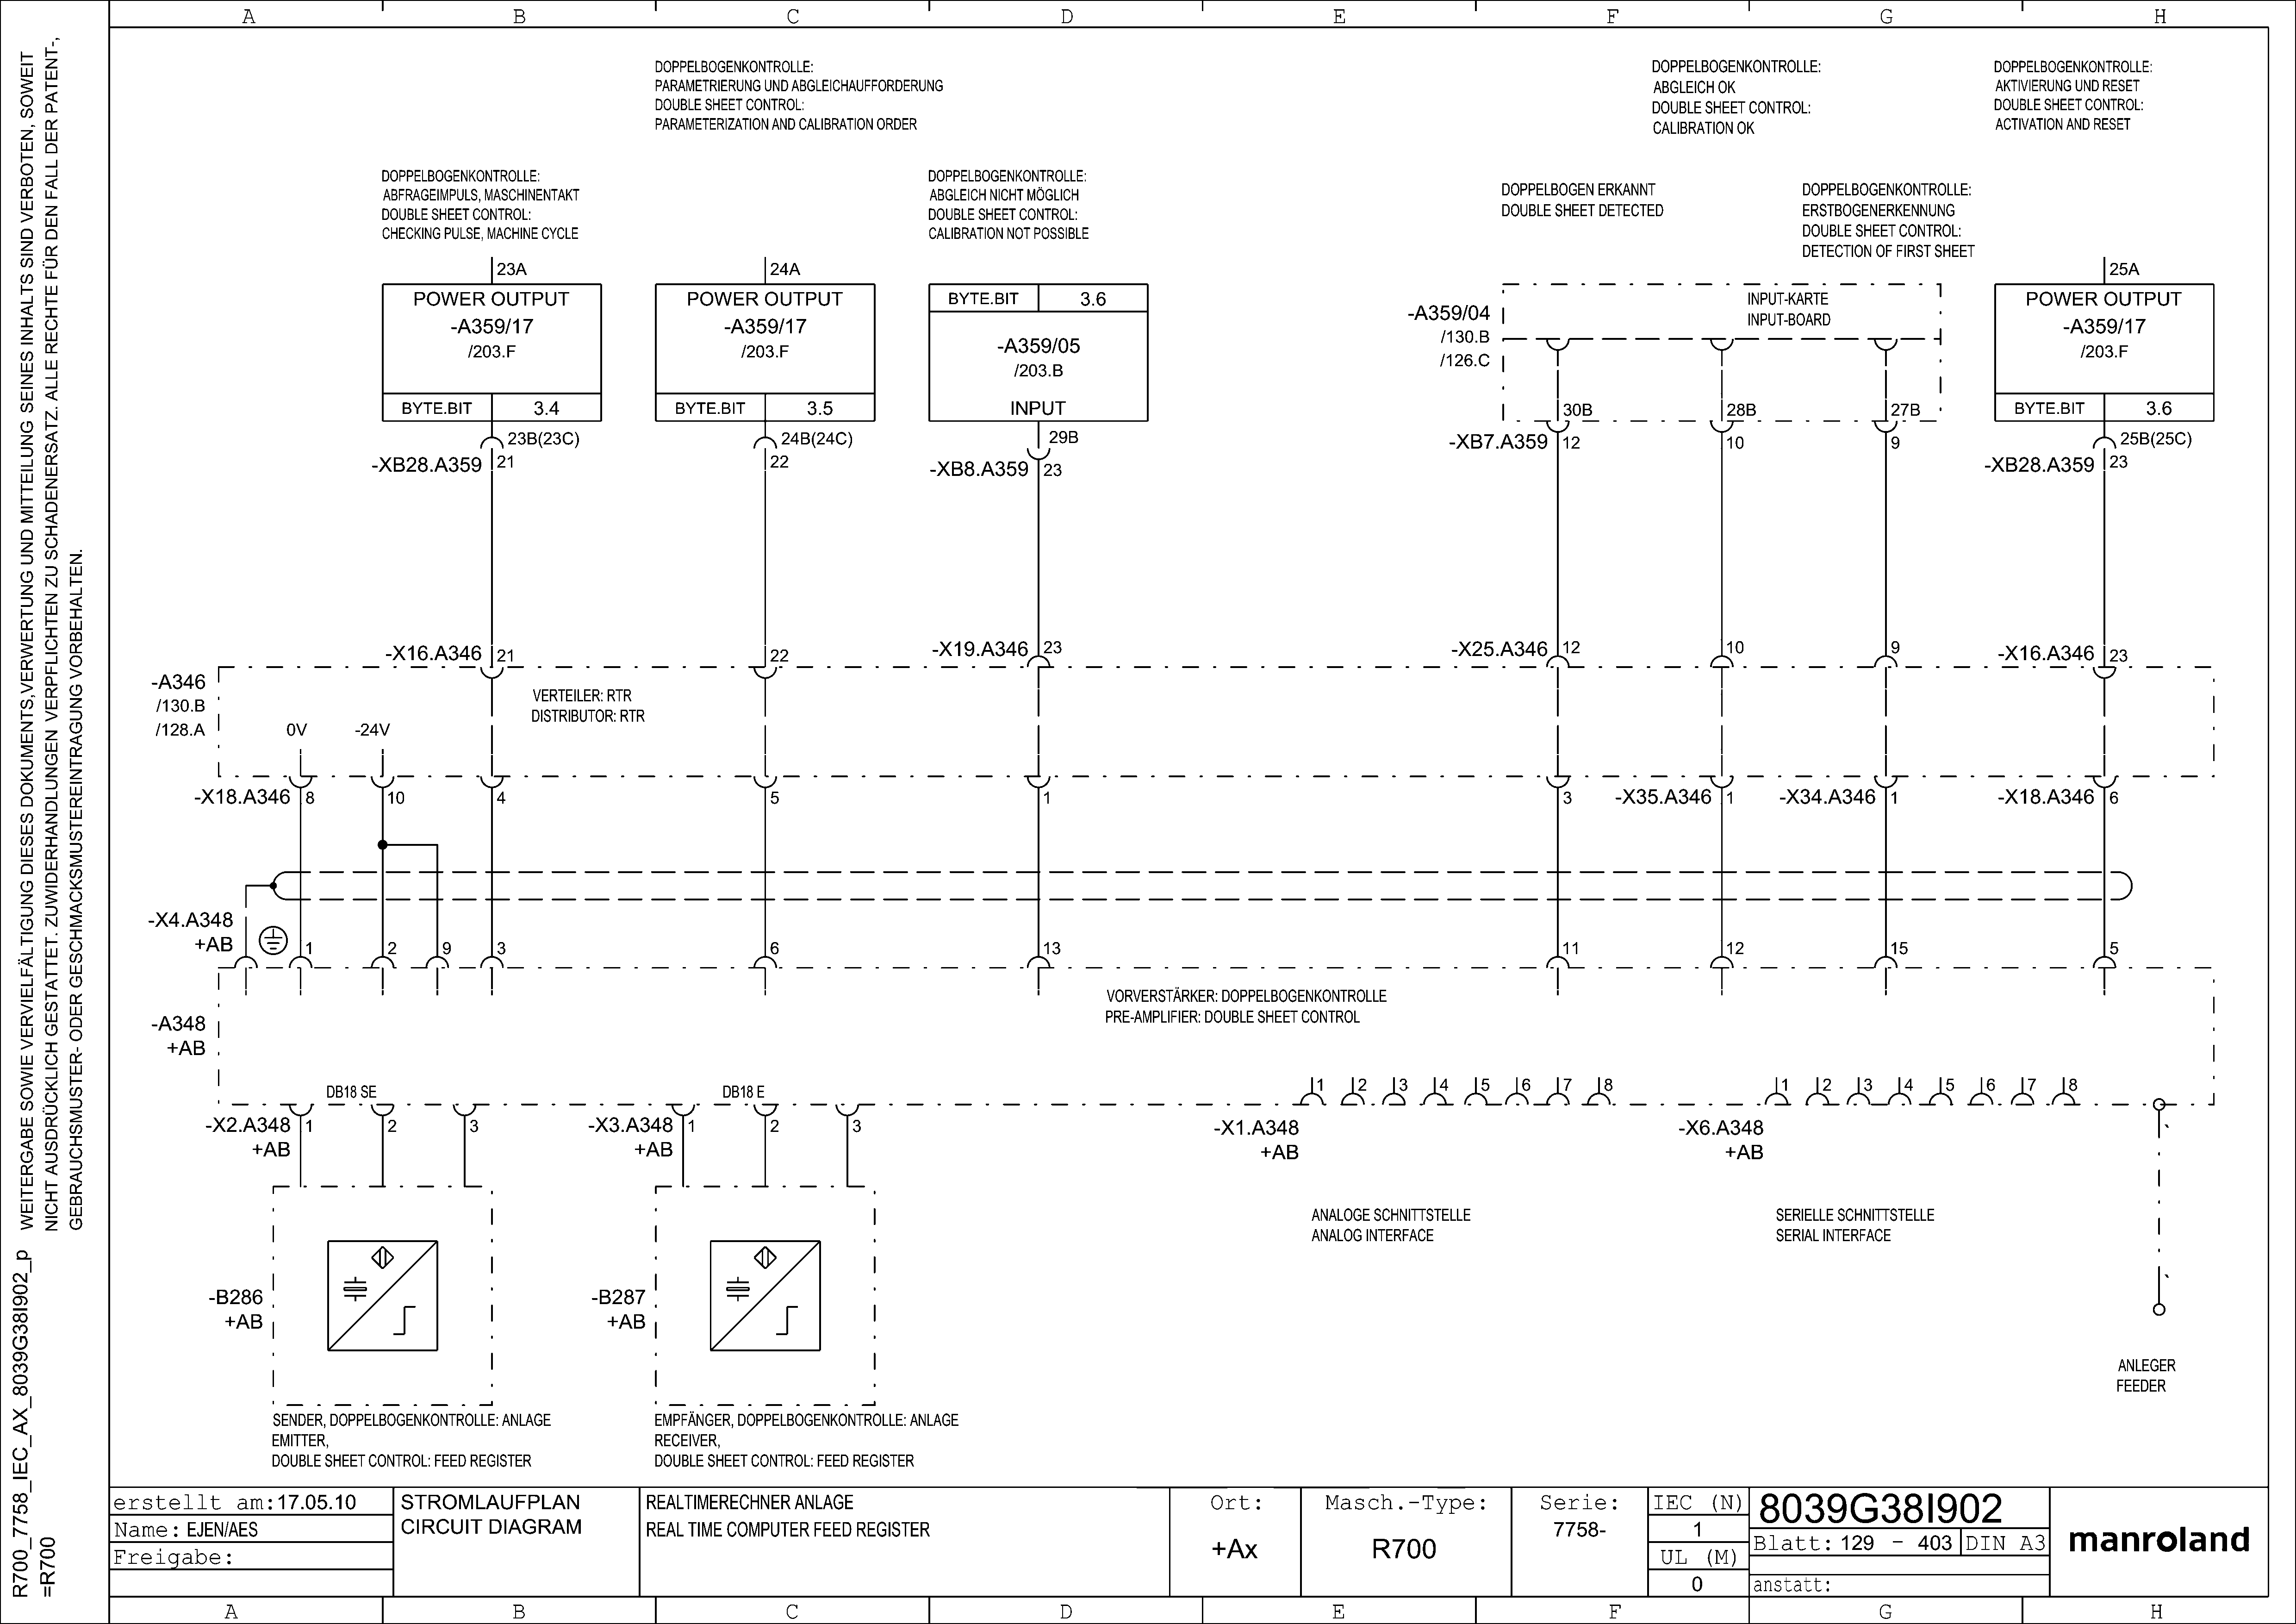 A B C D E F G H
WEITERGABE SOWIE VERVIELFÄLTIGUNG DIESES DOKUMENTS,VERWERTUNG UND MITTEILUNG SEINES INHALTS SIND VERBOTEN, SOWEIT
NICHT AUSDRÜCKLICH GESTATTET. ZUWIDERHANDLUNGEN VERPFLICHTEN ZU SCHADENERSATZ. ALLE RECHTE FÜR DEN FALL DER PATENT-,
GEBRAUCHSMUSTER- ODER GESCHMACKSMUSTEREINTRAGUNG VORBEHALTEN.
R700_7758_IEC_AX_8039G38I902_p
=R700
DOPPELBOGENKONTROLLE:
PARAMETRIERUNG UND ABGLEICHAUFFORDERUNG
DOUBLE SHEET CONTROL:
PARAMETERIZATION AND CALIBRATION ORDER
DOPPELBOGENKONTROLLE:
ABGLEICH OK
DOUBLE SHEET CONTROL:
CALIBRATION OK
DOPPELBOGENKONTROLLE:
AKTIVIERUNG UND RESET
DOUBLE SHEET CONTROL:
ACTIVATION AND RESET
DOPPELBOGENKONTROLLE:
ABFRAGEIMPULS, MASCHINENTAKT
DOUBLE SHEET CONTROL:
CHECKING PULSE, MACHINE CYCLE
DOPPELBOGENKONTROLLE:
ABGLEICH NICHT MÖGLICH
DOUBLE SHEET CONTROL:
CALIBRATION NOT POSSIBLE
DOPPELBOGEN ERKANNT
DOUBLE SHEET DETECTED
DOPPELBOGENKONTROLLE:
ERSTBOGENERKENNUNG
DOUBLE SHEET CONTROL:
DETECTION OF FIRST SHEET
23A
POWER OUTPUT
-A359/17
/203.F
BYTE.BIT 3.4
23B(23C)
-XB28.A359 21
24A
POWER OUTPUT
-A359/17
/203.F
BYTE.BIT 3.5
24B(24C)
22
BYTE.BIT 3.6
-A359/05
/203.B
INPUT
29B
-XB8.A359 23
-A359/04
/130.B
/126.C
INPUT-KARTE
INPUT-BOARD
30B 28B 27B
-XB7.A359 12 10 9
25A
POWER OUTPUT
-A359/17
/203.F
BYTE.BIT 3.6
25B(25C)
-XB28.A359 23
-X16.A346 21 22 -X19.A346 23 -X25.A346 12 10 9 -X16.A346 23
-A346
/130.B
/128.A
VERTEILER: RTR
DISTRIBUTOR: RTR
0V -24V
-X18.A346 8 10 4 5 1 3 -X35.A346 1 -X34.A346 1 -X18.A346 6
-X4.A348
+AB
1 2 9 3 6 13 11 12 15 5
VORVERSTÄRKER: DOPPELBOGENKONTROLLE
PRE-AMPLIFIER: DOUBLE SHEET CONTROL
-A348
+AB
DB18 SE
DB18 E
1 2 3 4 5 6 7 8
1 2 3 4 5 6 7 8
-X2.A348 1 2 3
+AB
-X3.A348 1 2 3
+AB
-X1.A348
+AB
-X6.A348
+AB
ANALOGE SCHNITTSTELLE
ANALOG INTERFACE
SERIELLE SCHNITTSTELLE
SERIAL INTERFACE
-B286
+AB
-B287
+AB
ANLEGER
FEEDER
SENDER, DOPPELBOGENKONTROLLE: ANLAGE
EMITTER,
DOUBLE SHEET CONTROL: FEED REGISTER
EMPFÄNGER, DOPPELBOGENKONTROLLE: ANLAGE
RECEIVER,
DOUBLE SHEET CONTROL: FEED REGISTER
erstellt am:17.05.10
Name: EJEN/AES
Freigabe:
STROMLAUFPLAN
CIRCUIT DIAGRAM
REALTIMERECHNER ANLAGE
REAL TIME COMPUTER FEED REGISTER
Ort:
+Ax
Masch.-Type:
R700
Serie:
7758-
IEC (N)
1
UL (M)
0
8039G38I902
Blatt: 129 - 403 DIN A3
anstatt:
manroland
A B C D E F G H